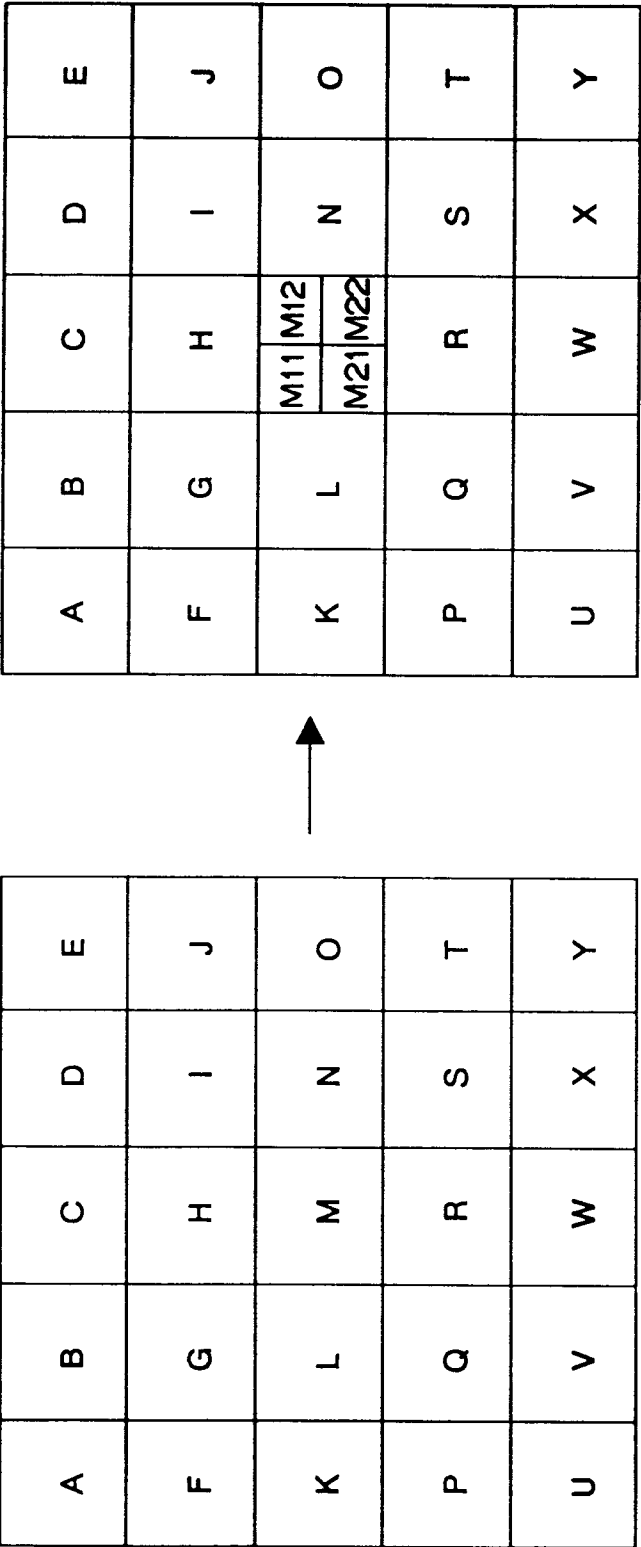 A B C D E
F G H I J
K L M N O
P Q R S T
U V W X Y
A B C D E
F G H I J
K L M11 M12 N O
M21 M22
P Q R S T
U V W X Y